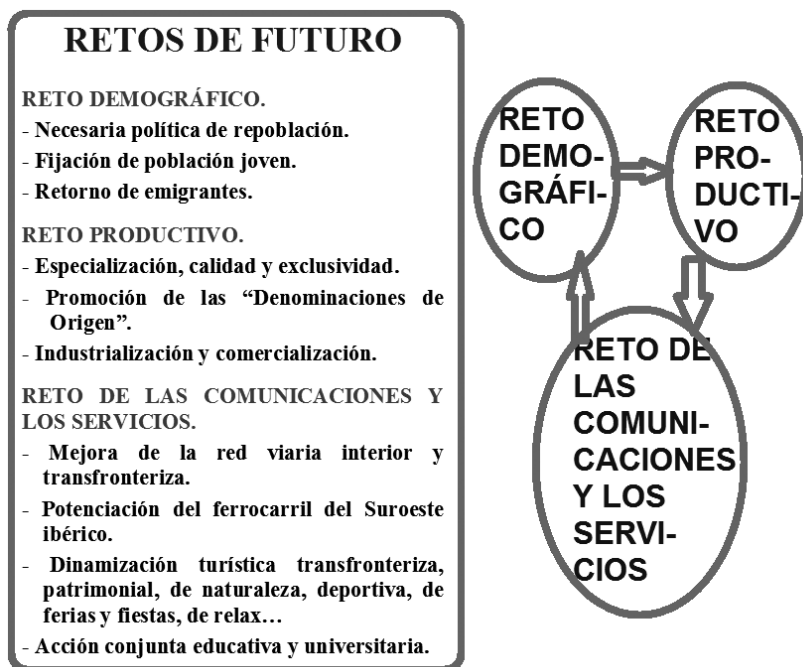 RETOS DE FUTURO
RETO DEMOGRÁFICO.
- Necesaria política de repoblación.
- Fijación de población joven.
- Retorno de emigrantes.
RETO PRODUCTIVO.
- Especialización, calidad y exclusividad.
- Promoción de las “Denominaciones de
Origen”.
- Industrialización y comercialización.
RETO DE LAS COMUNICACIONES Y
LOS SERVICIOS.
- Mejora de la red viaria interior y
transfronteriza.
- Potenciación del ferrocarril del Suroeste
ibérico.
- Dinamización turística transfronteriza,
patrimonial, de naturaleza, deportiva, de
ferias y fiestas, de relax…
- Acción conjunta educativa y universitaria.
RETO
DEMO-
GRÁFI-
CO
RETO
PRO-
DUCTI-
VO
RETO DE
LAS
COMUNI-
CACIONES
Y LOS
SERVI-
CIOS